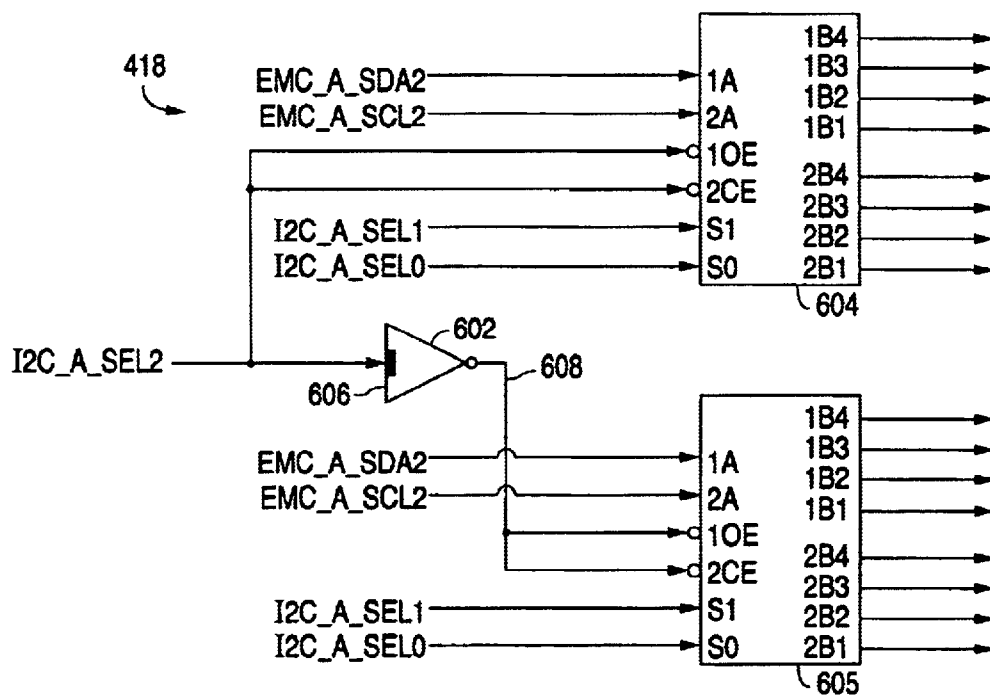 418
EMC_A_SDA2
EMC_A_SCL2
I2C_A_SEL1
I2C_A_SEL0
1A
2A
1OE
2CE
S1
S0
1B4
1B3
1B2
1B1
2B4
2B3
2B2
2B1
604
I2C_A_SEL2
602
606
608
EMC_A_SDA2
EMC_A_SCL2
I2C_A_SEL1
I2C_A_SEL0
1A
2A
1OE
2CE
S1
S0
1B4
1B3
1B2
1B1
2B4
2B3
2B2
2B1
605